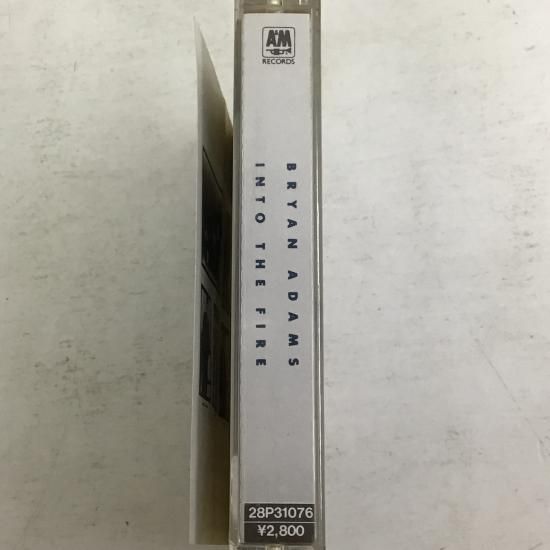 A&M
RECORDS
BRYAN ADAMS
INTO THE FIRE
28P31076
¥2,800